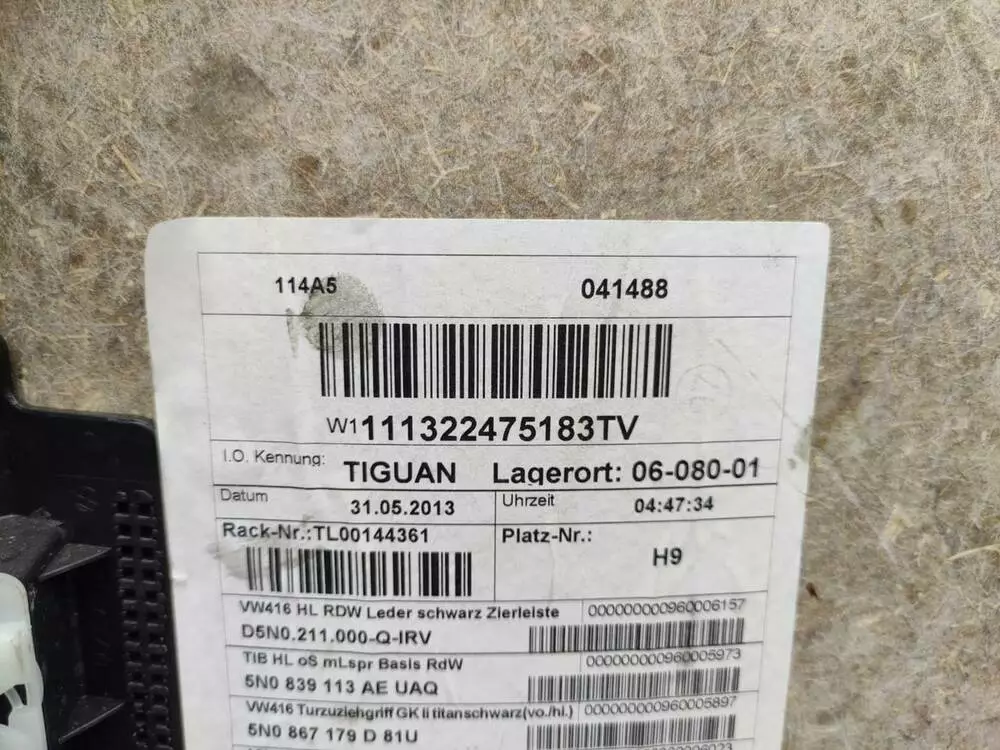 114A5 041488
W1111322475183TV
I.O. Kennung: TIGUAN Lagerort: 06-080-01
Datum 31.05.2013 Uhrzeit 04:47:34
Rack-Nr.:TL00144361 Platz-Nr.: H9
VW416 HL RDW Leder schwarz Zierleiste 000000000960006157
D5N0.211.000-Q-IRV
TIB HL oS mLspr Basis RdW 000000000960005973
5N0 839 113 AE UAQ
VW416 Turzuziehgriff GK li titanschwarz(vo./hl.) 000000000960005897
5N0 867 179 D 81U